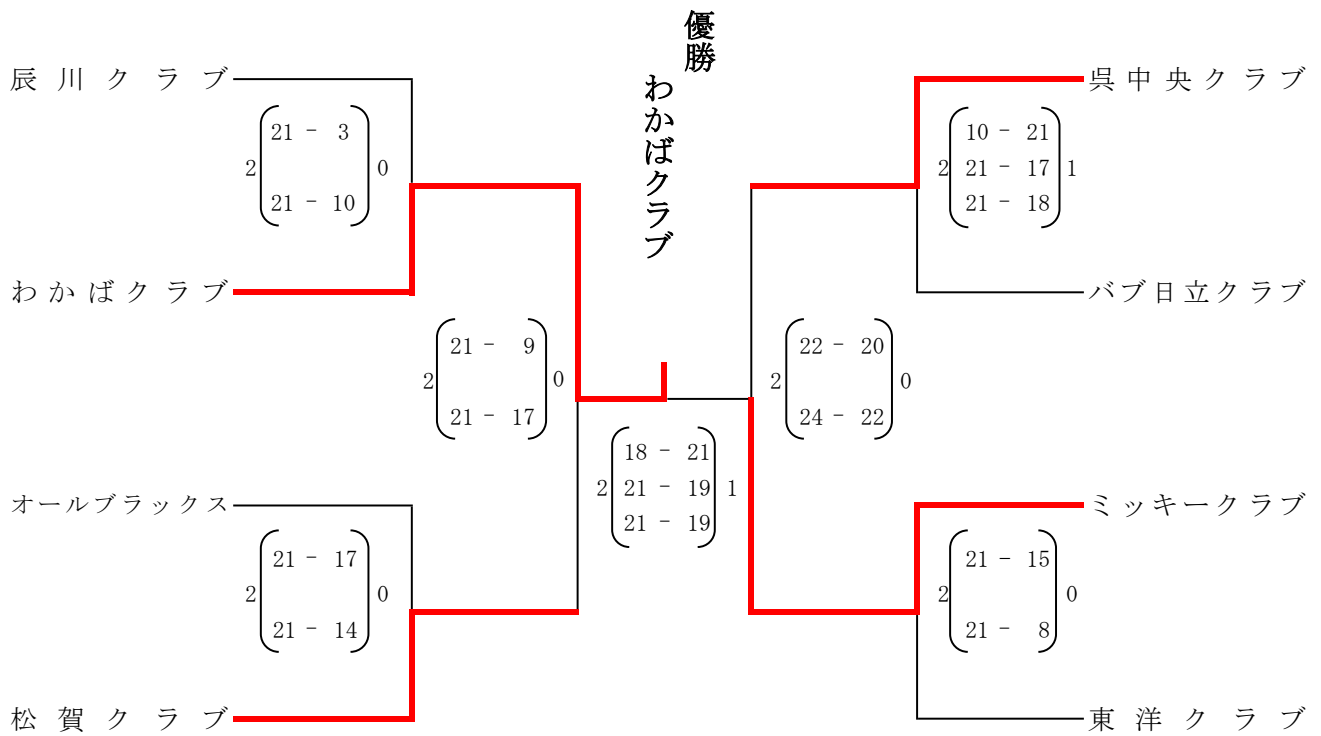 優勝
わかばクラブ
辰川クラブ
2
21 - 3
21 - 10
0
わかばクラブ
2
21 - 9
21 - 17
0
オールブラックス
2
21 - 17
21 - 14
0
松賀クラブ
2
18 - 21
21 - 19
21 - 19
1
呉中央クラブ
2
10 - 21
21 - 17
21 - 18
1
バブ日立クラブ
2
22 - 20
24 - 22
0
ミッキークラブ
2
21 - 15
21 - 8
0
東洋クラブ